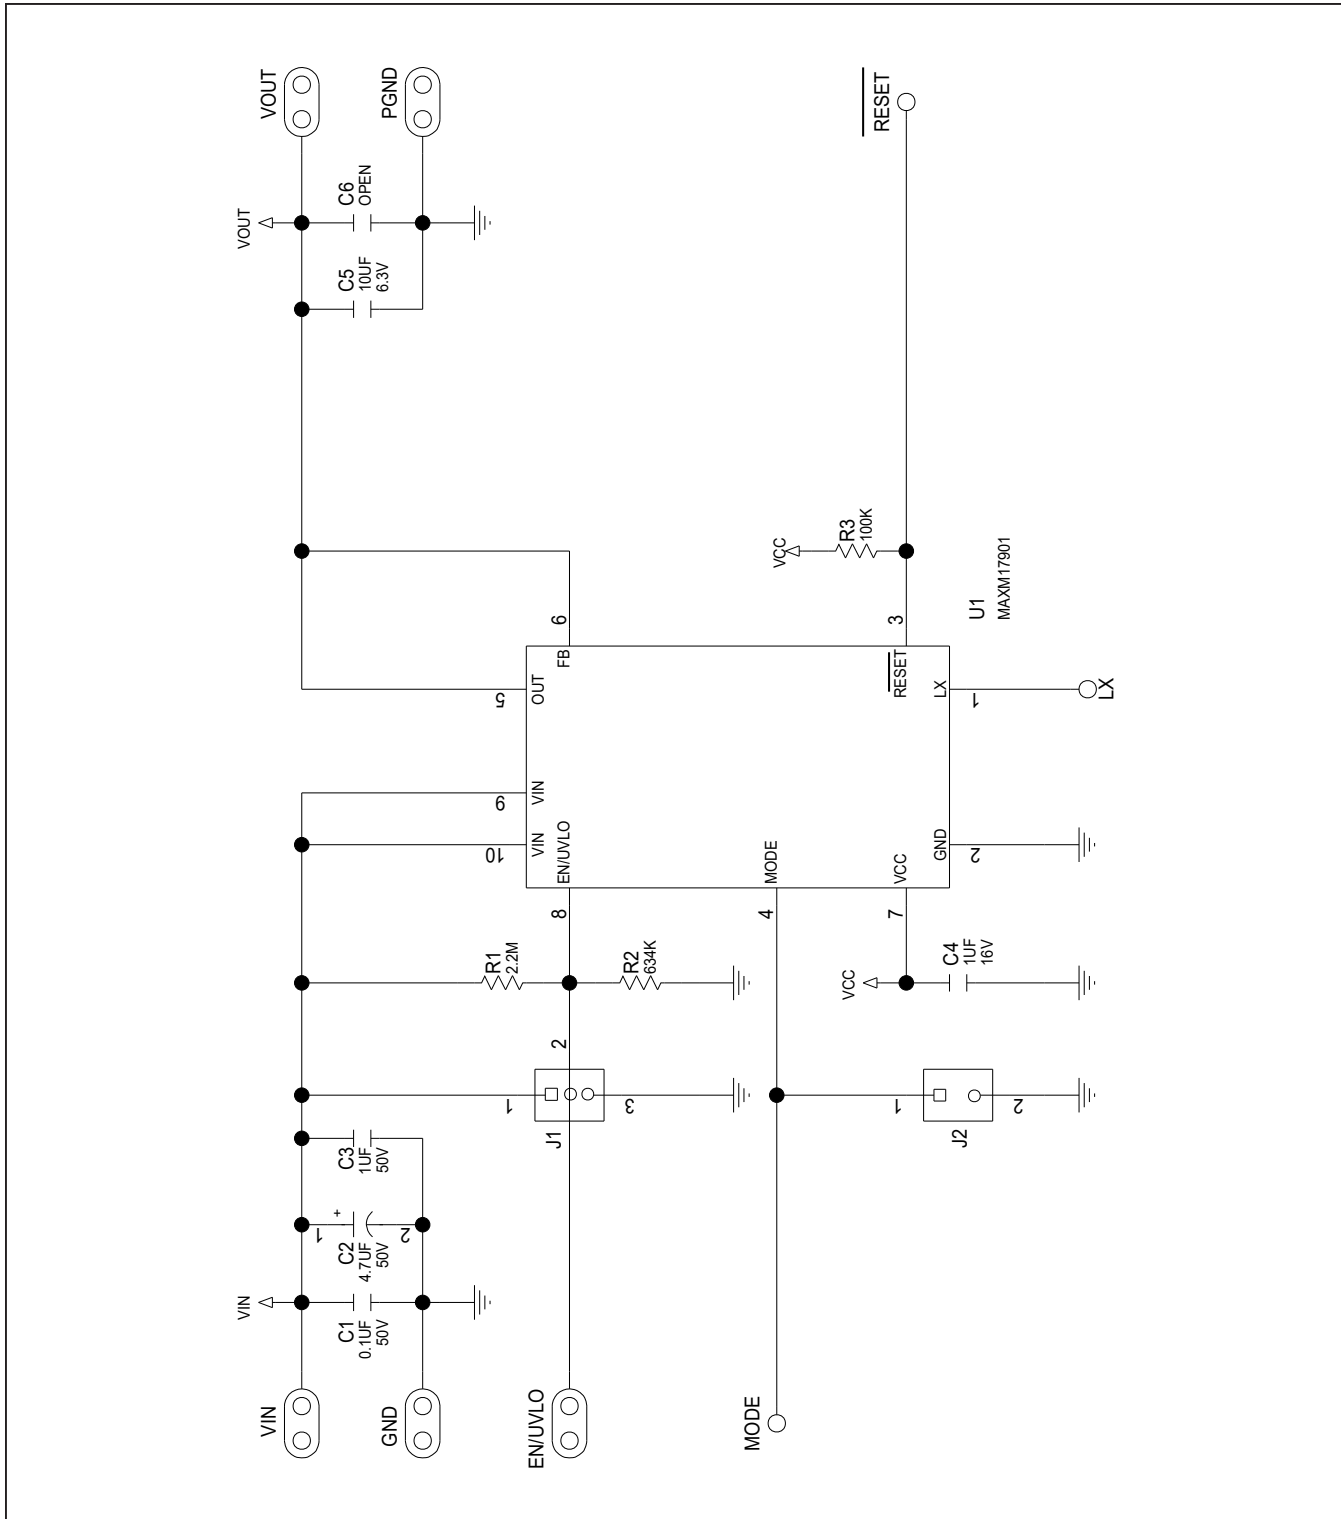 VIN
GND
EN/UVLO
MODE
VIN
C1
0.1UF
50V
1
+
2
C2
4.7UF
50V
C3
1UF
50V
1
2
3
J1
1
2
J2
R1
2.2M
R2
634K
VCC
C4
1UF
16V
10
VIN
9
VIN
8
EN/UVLO
4
MODE
7
VCC
GND
2
5
OUT
6
FB
3
RESET
LX
1
LX
U1
MAXM17901
VCC
R3
100K
C5
10UF
6.3V
C6
OPEN
VOUT
VOUT
PGND
RESET